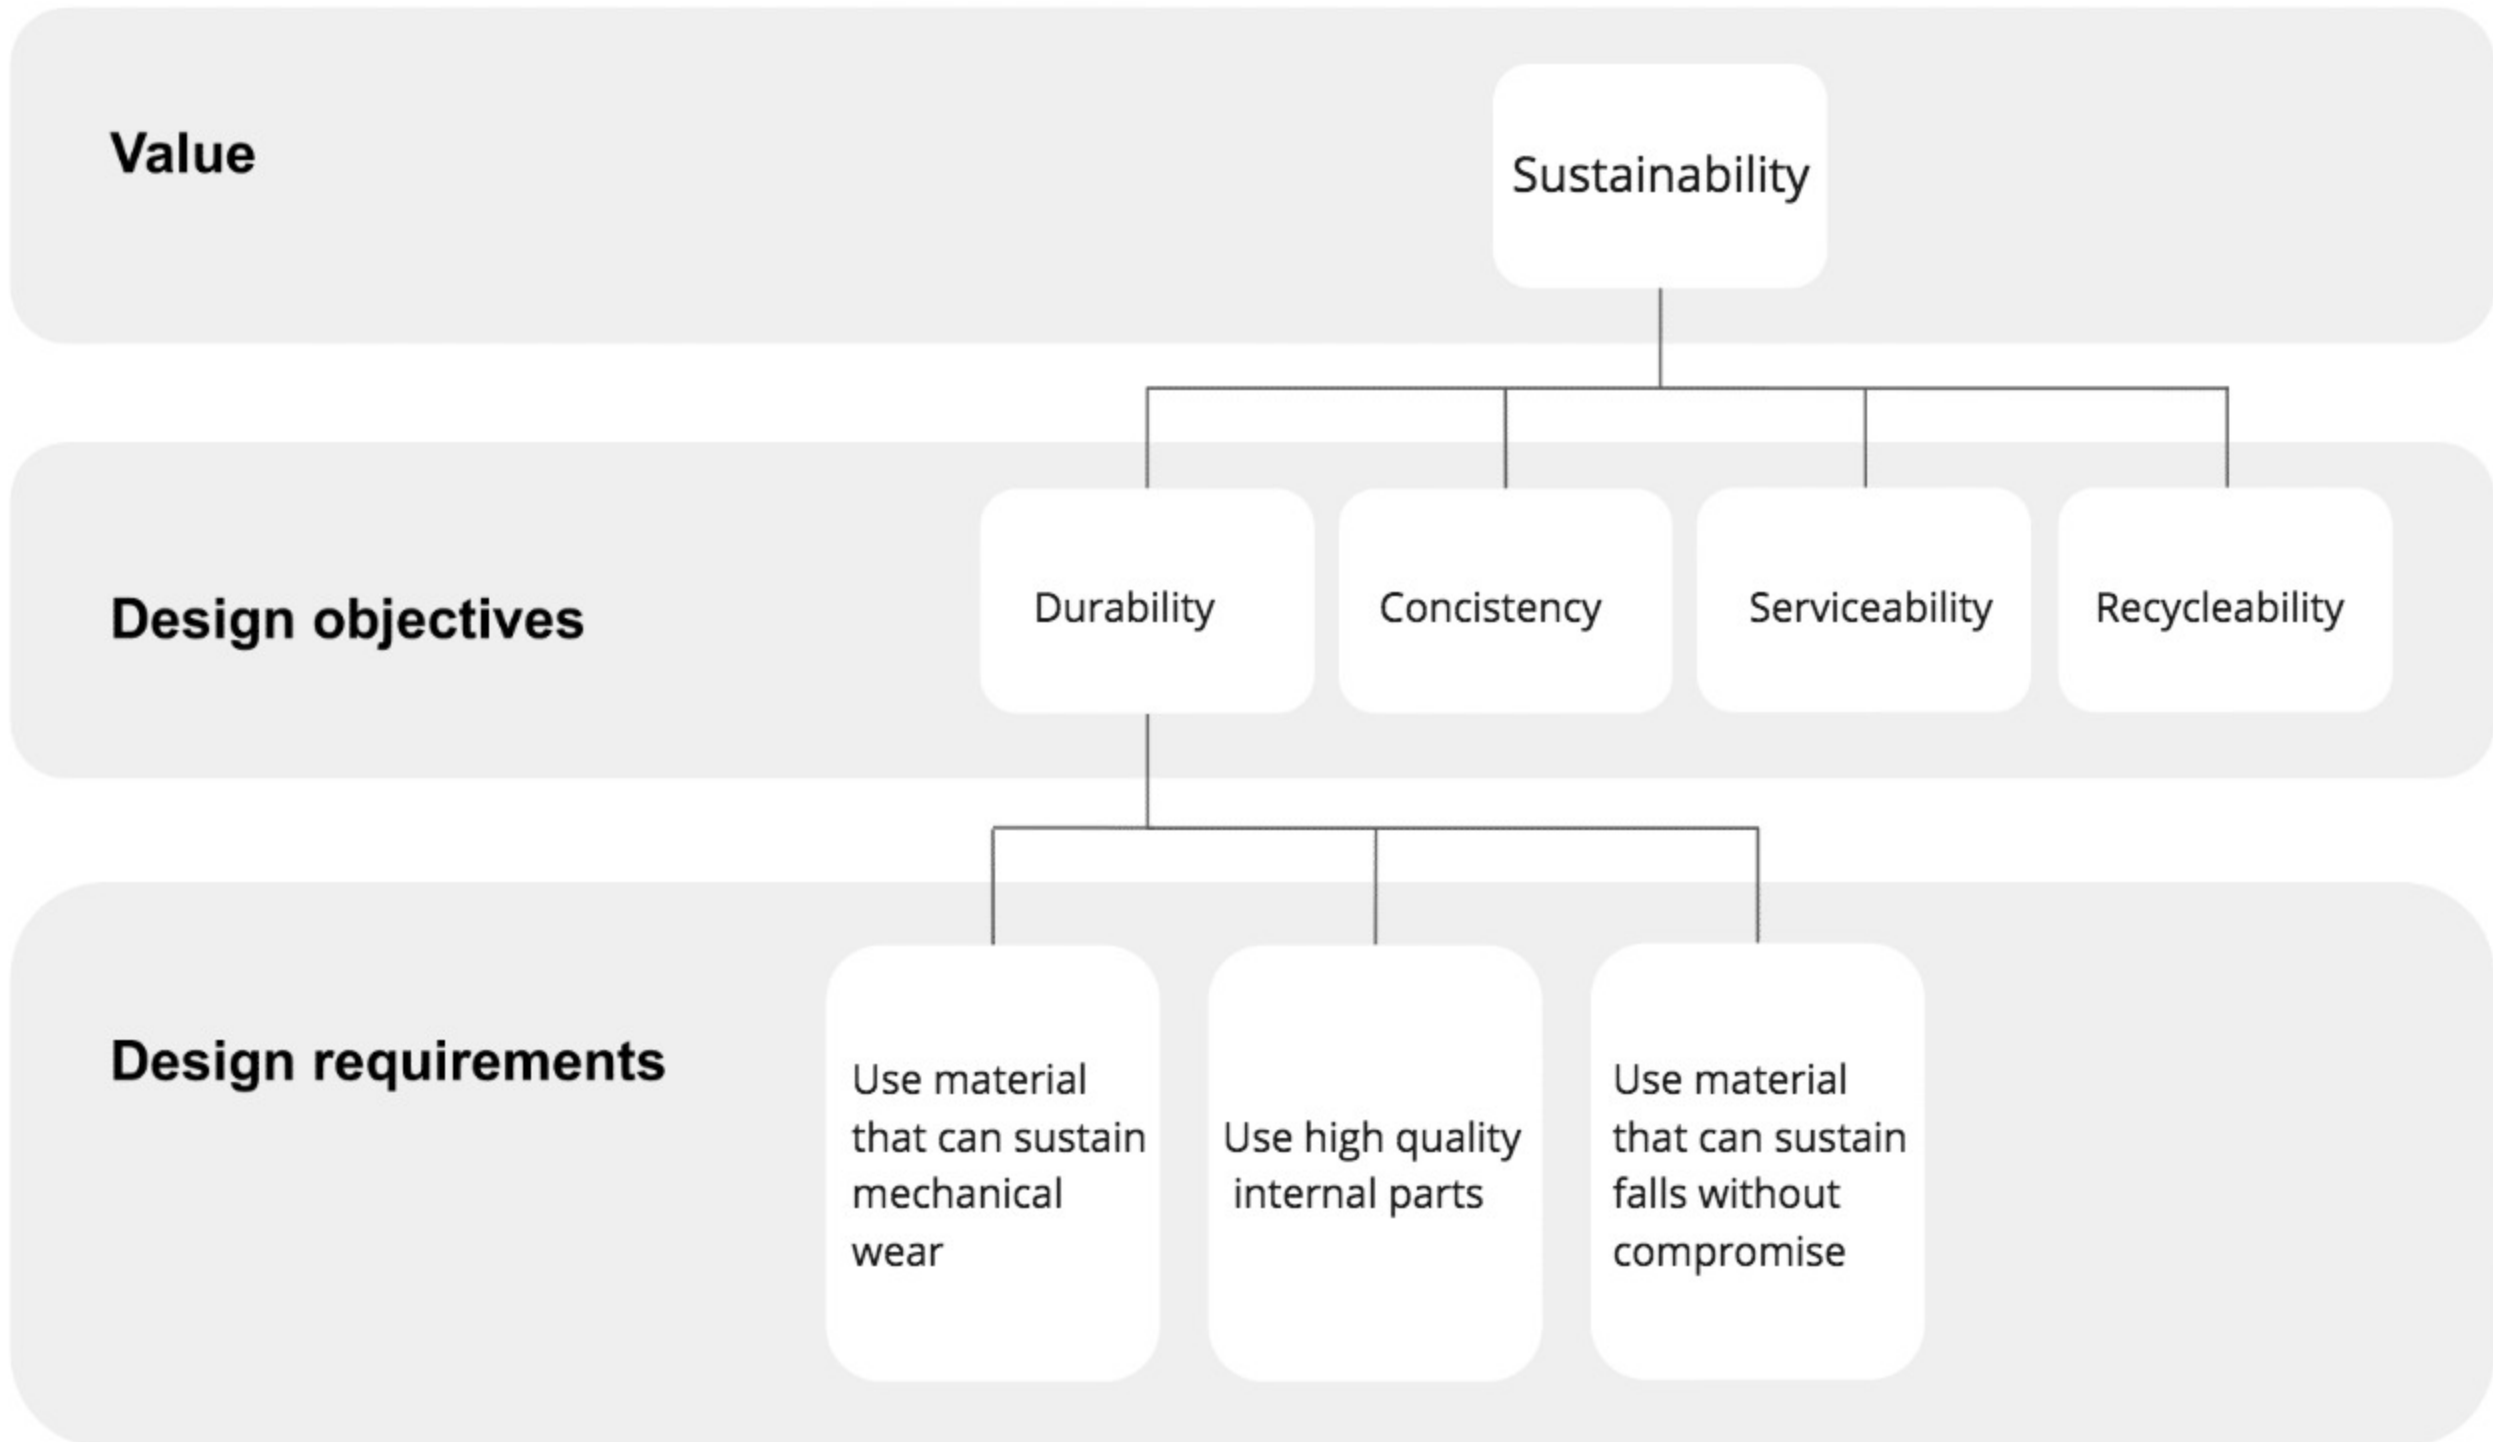 Value
Sustainability
Design objectives
Durability
Concistency
Serviceability
Recycleability
Design requirements
Use material
that can sustain
mechanical
wear
Use high quality
internal parts
Use material
that can sustain
falls without
compromise